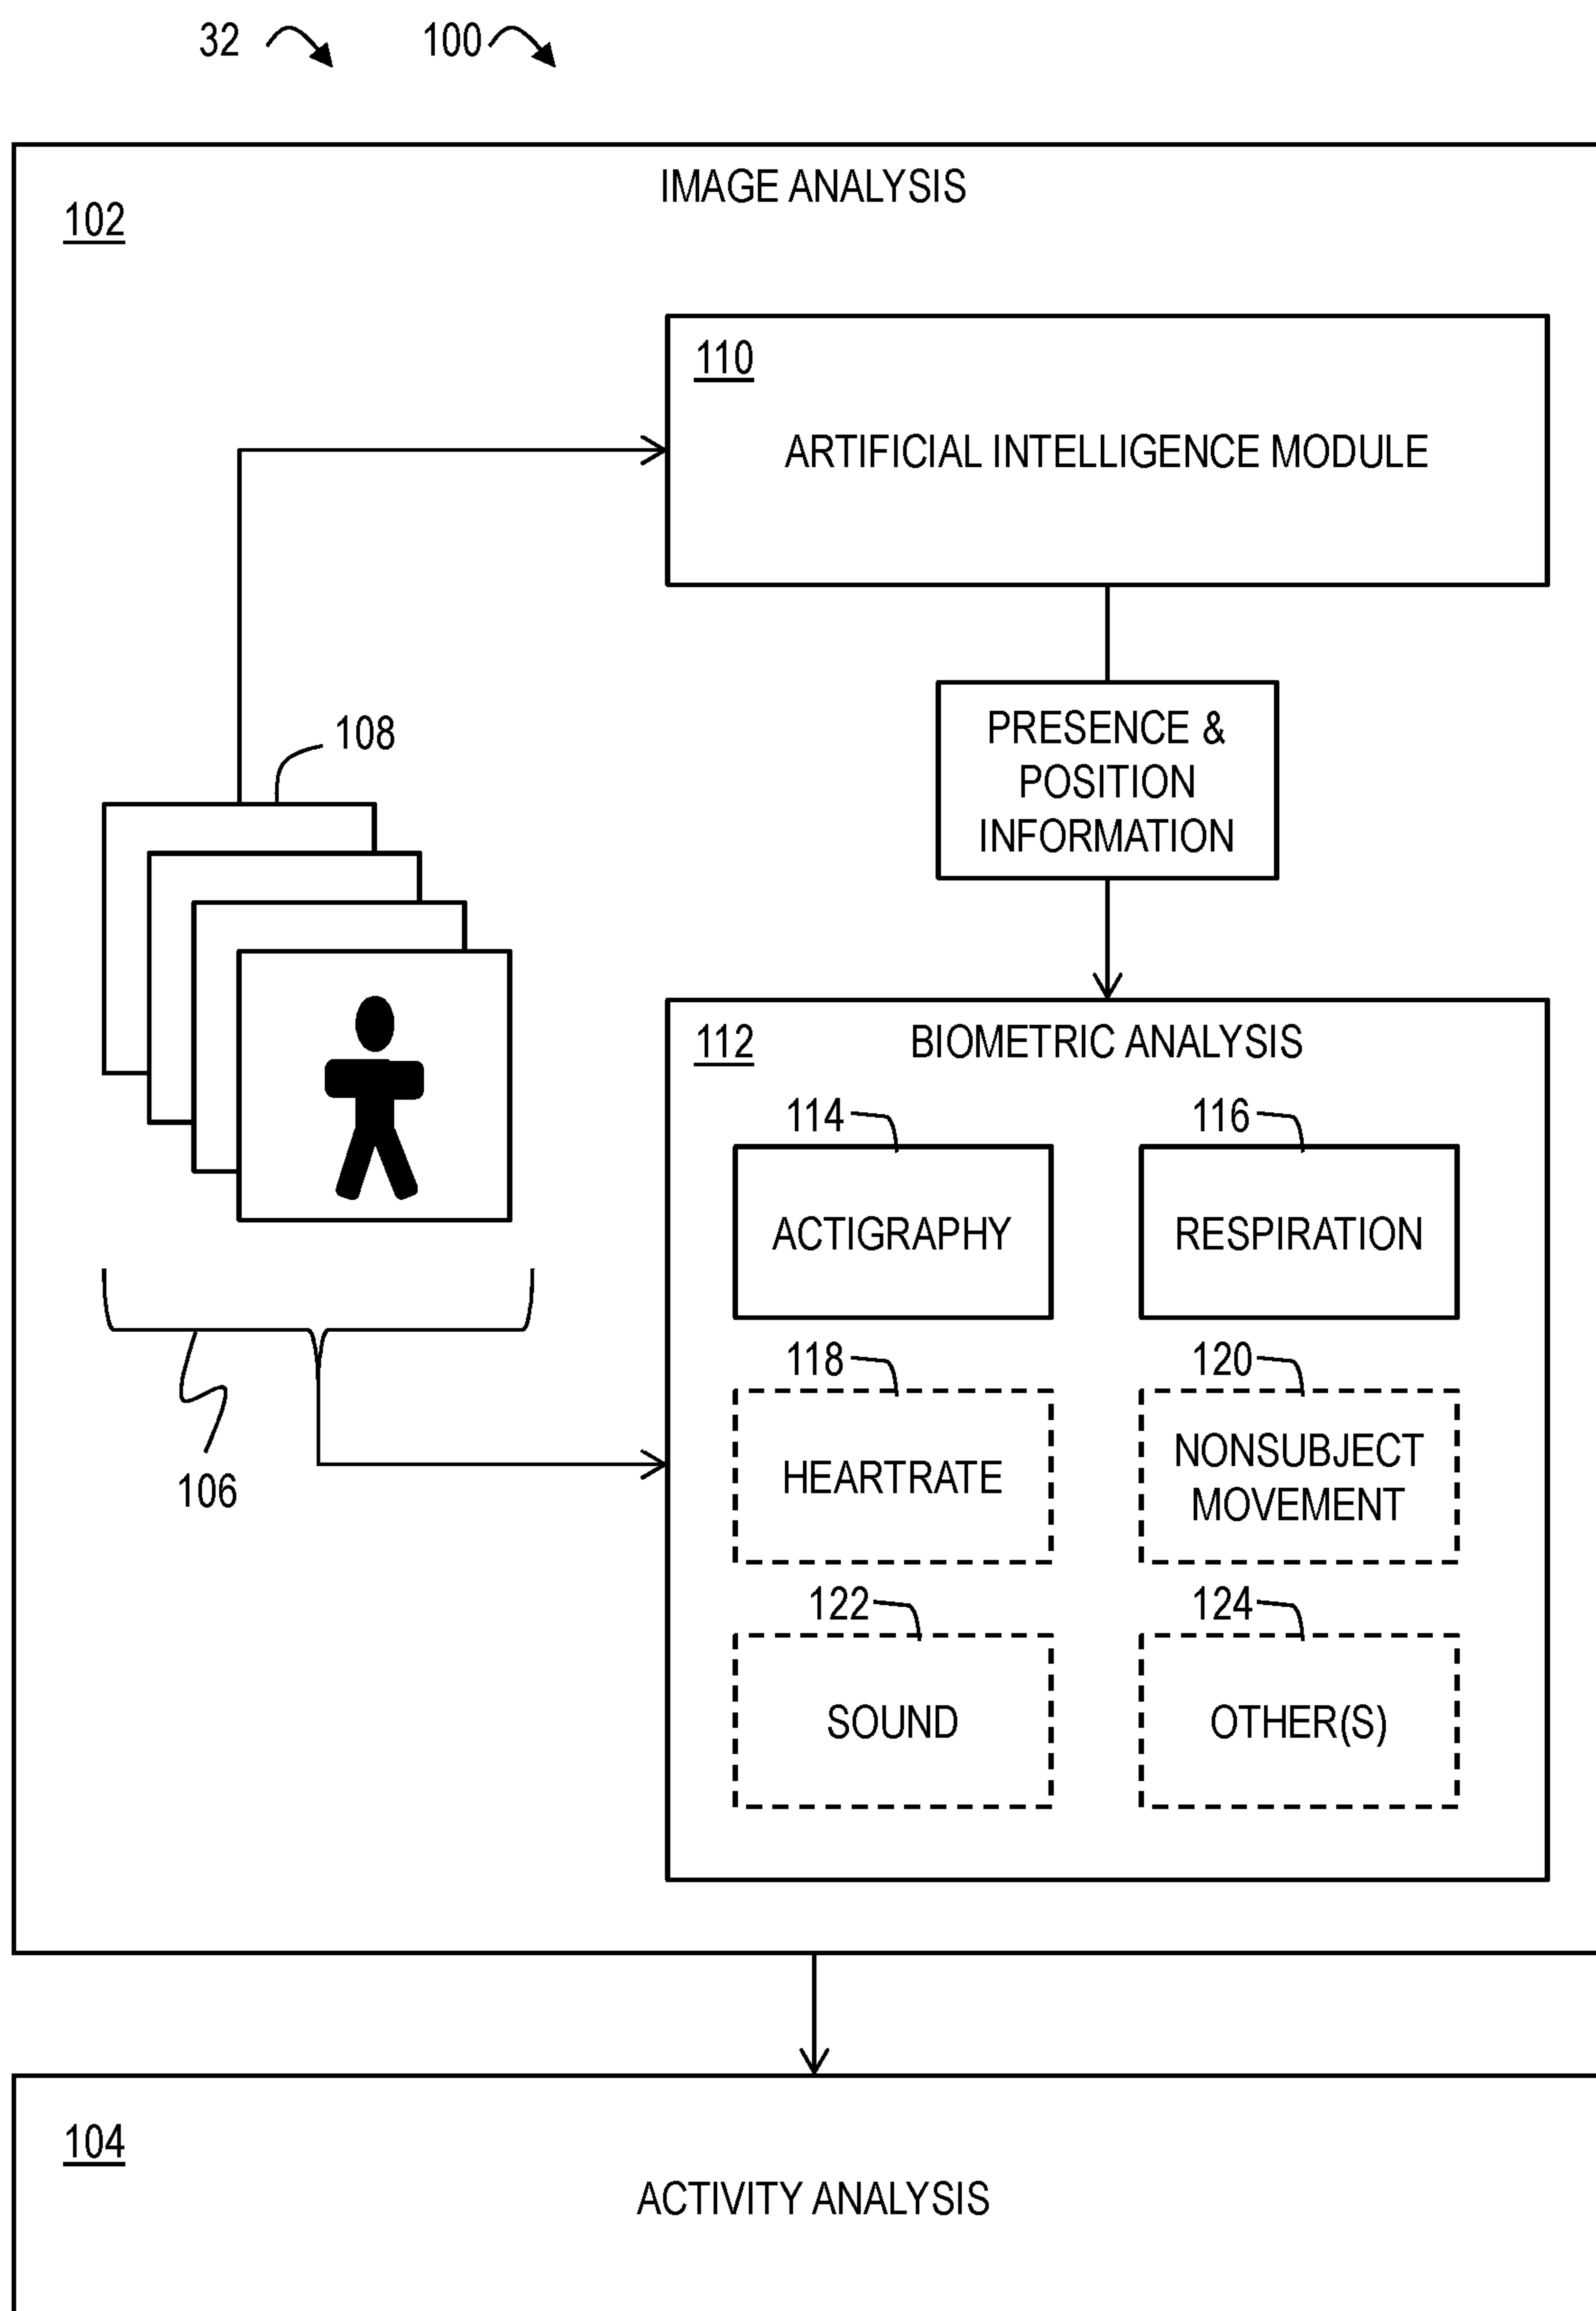 32
100
IMAGE ANALYSIS
102
110
ARTIFICIAL INTELLIGENCE MODULE
PRESENCE &
POSITION
INFORMATION
108
106
112
BIOMETRIC ANALYSIS
114
ACTIGRAPHY
116
RESPIRATION
118
HEARTRATE
120
NONSUBJECT
MOVEMENT
122
SOUND
124
OTHER(S)
104
ACTIVITY ANALYSIS